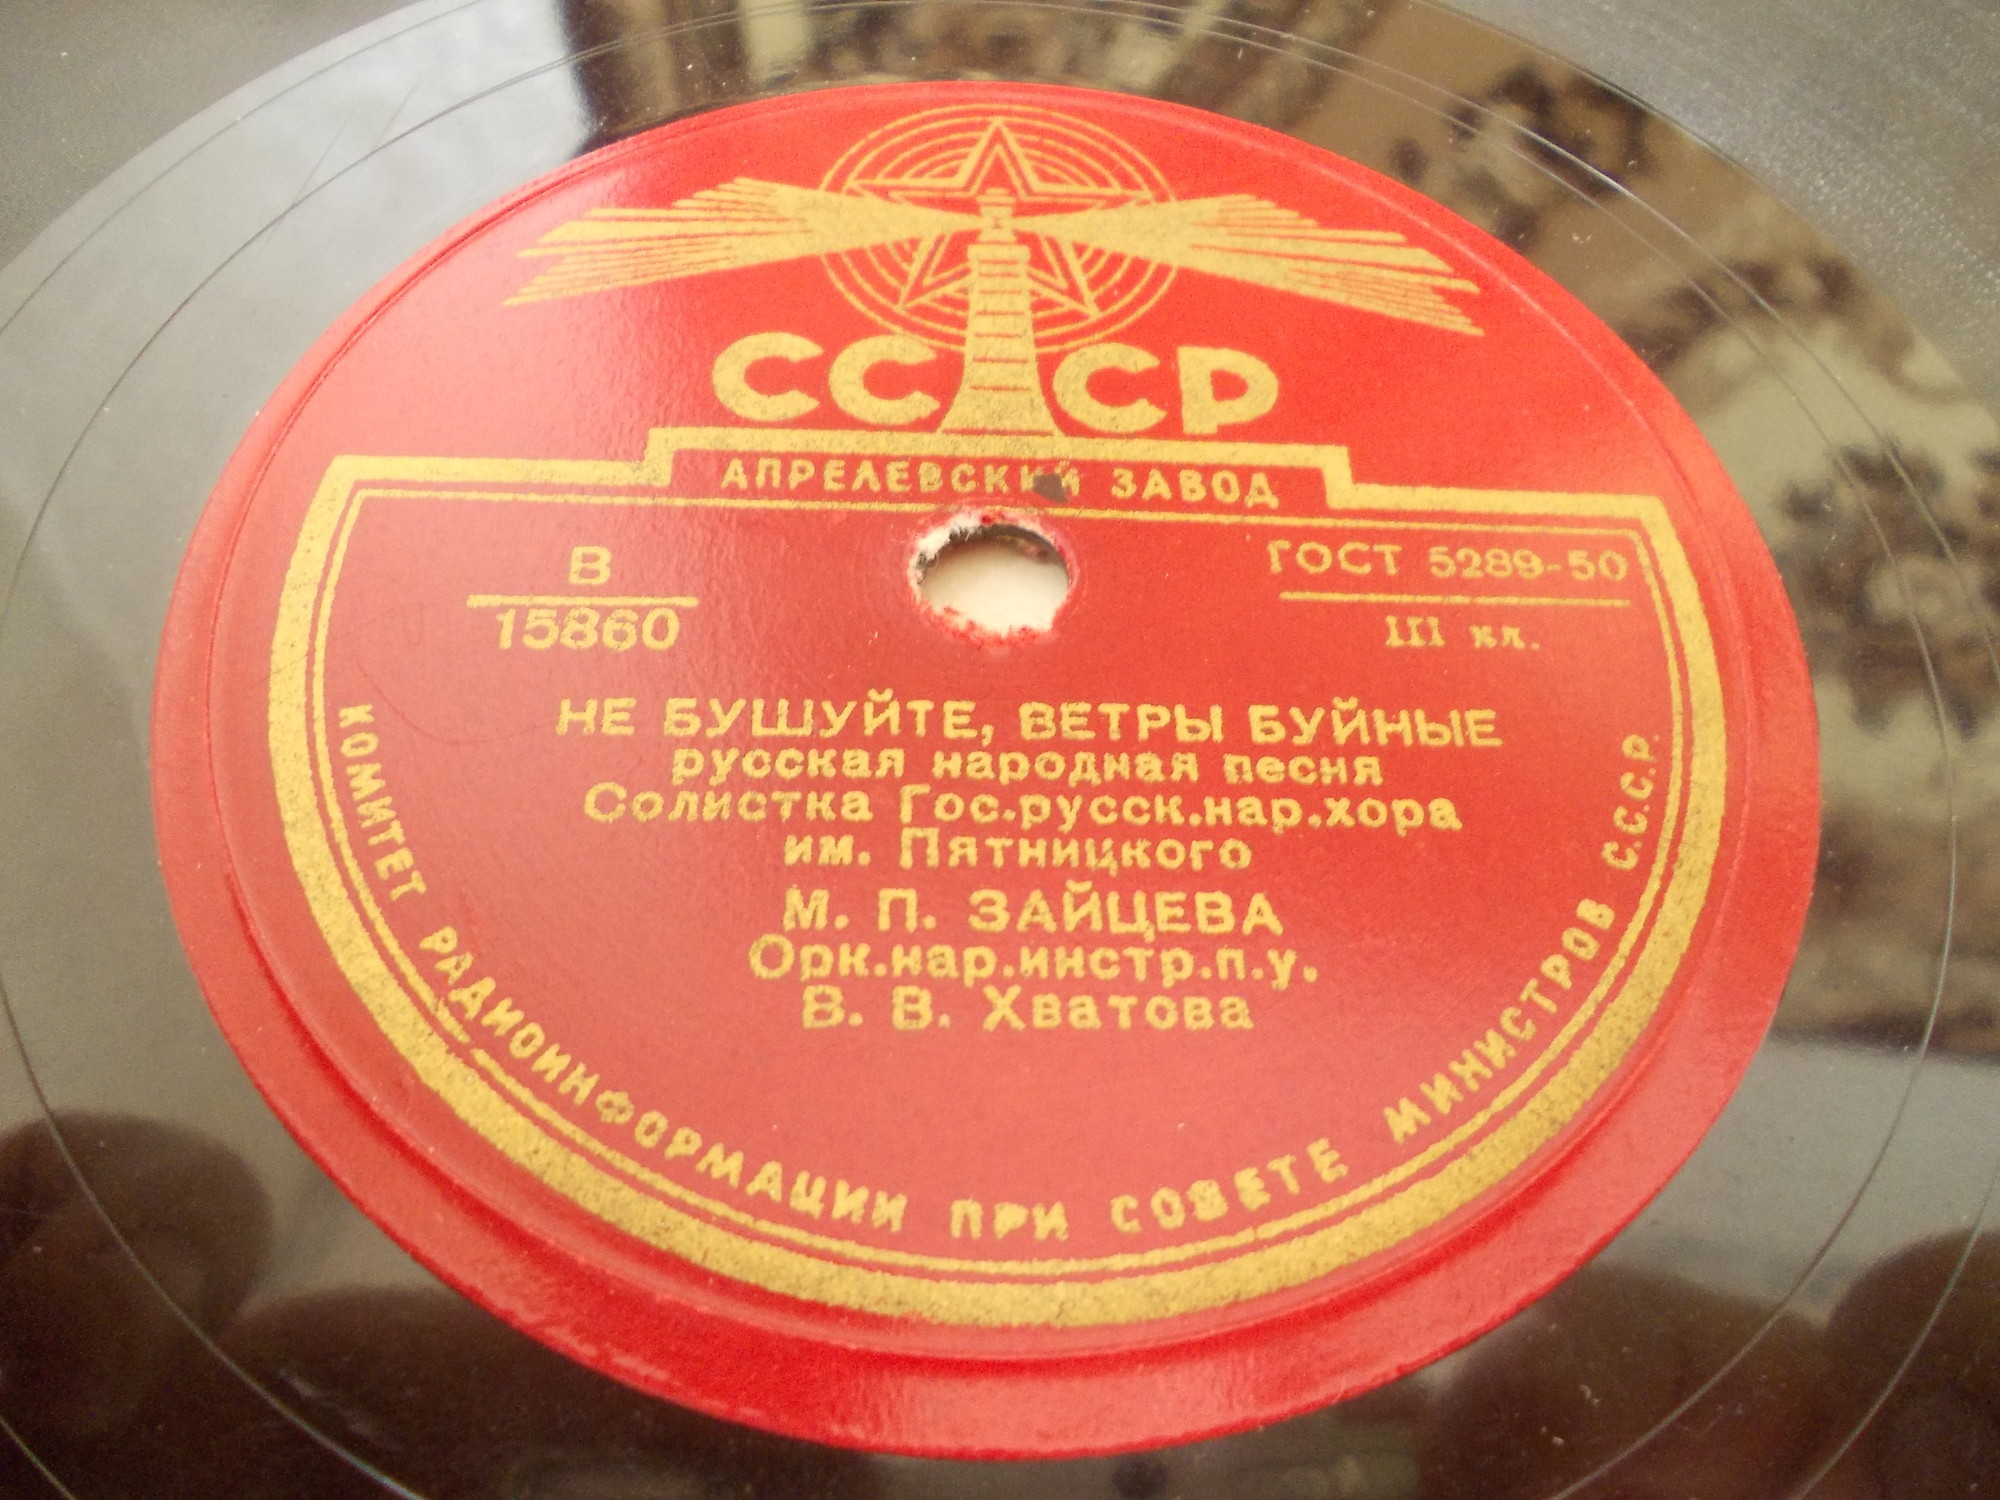 СССР
АПРЕЛЕВСКИЙ ЗАВОД
В
15860
ГОСТ 5289-50
III кл.
НЕ БУШУЙТЕ, ВЕТРЫ БУЙНЫЕ
русская народная песня
Солистка Гос.русск.нар.хора
им. Пятницкого
М. П. ЗАЙЦЕВА
Орк.нар.инстр.п.у.
В. В. Хватова
КОМИТЕТ РАДИОИНФОРМАЦИИ ПРИ СОВЕТЕ МИНИСТРОВ С.С.С.Р.